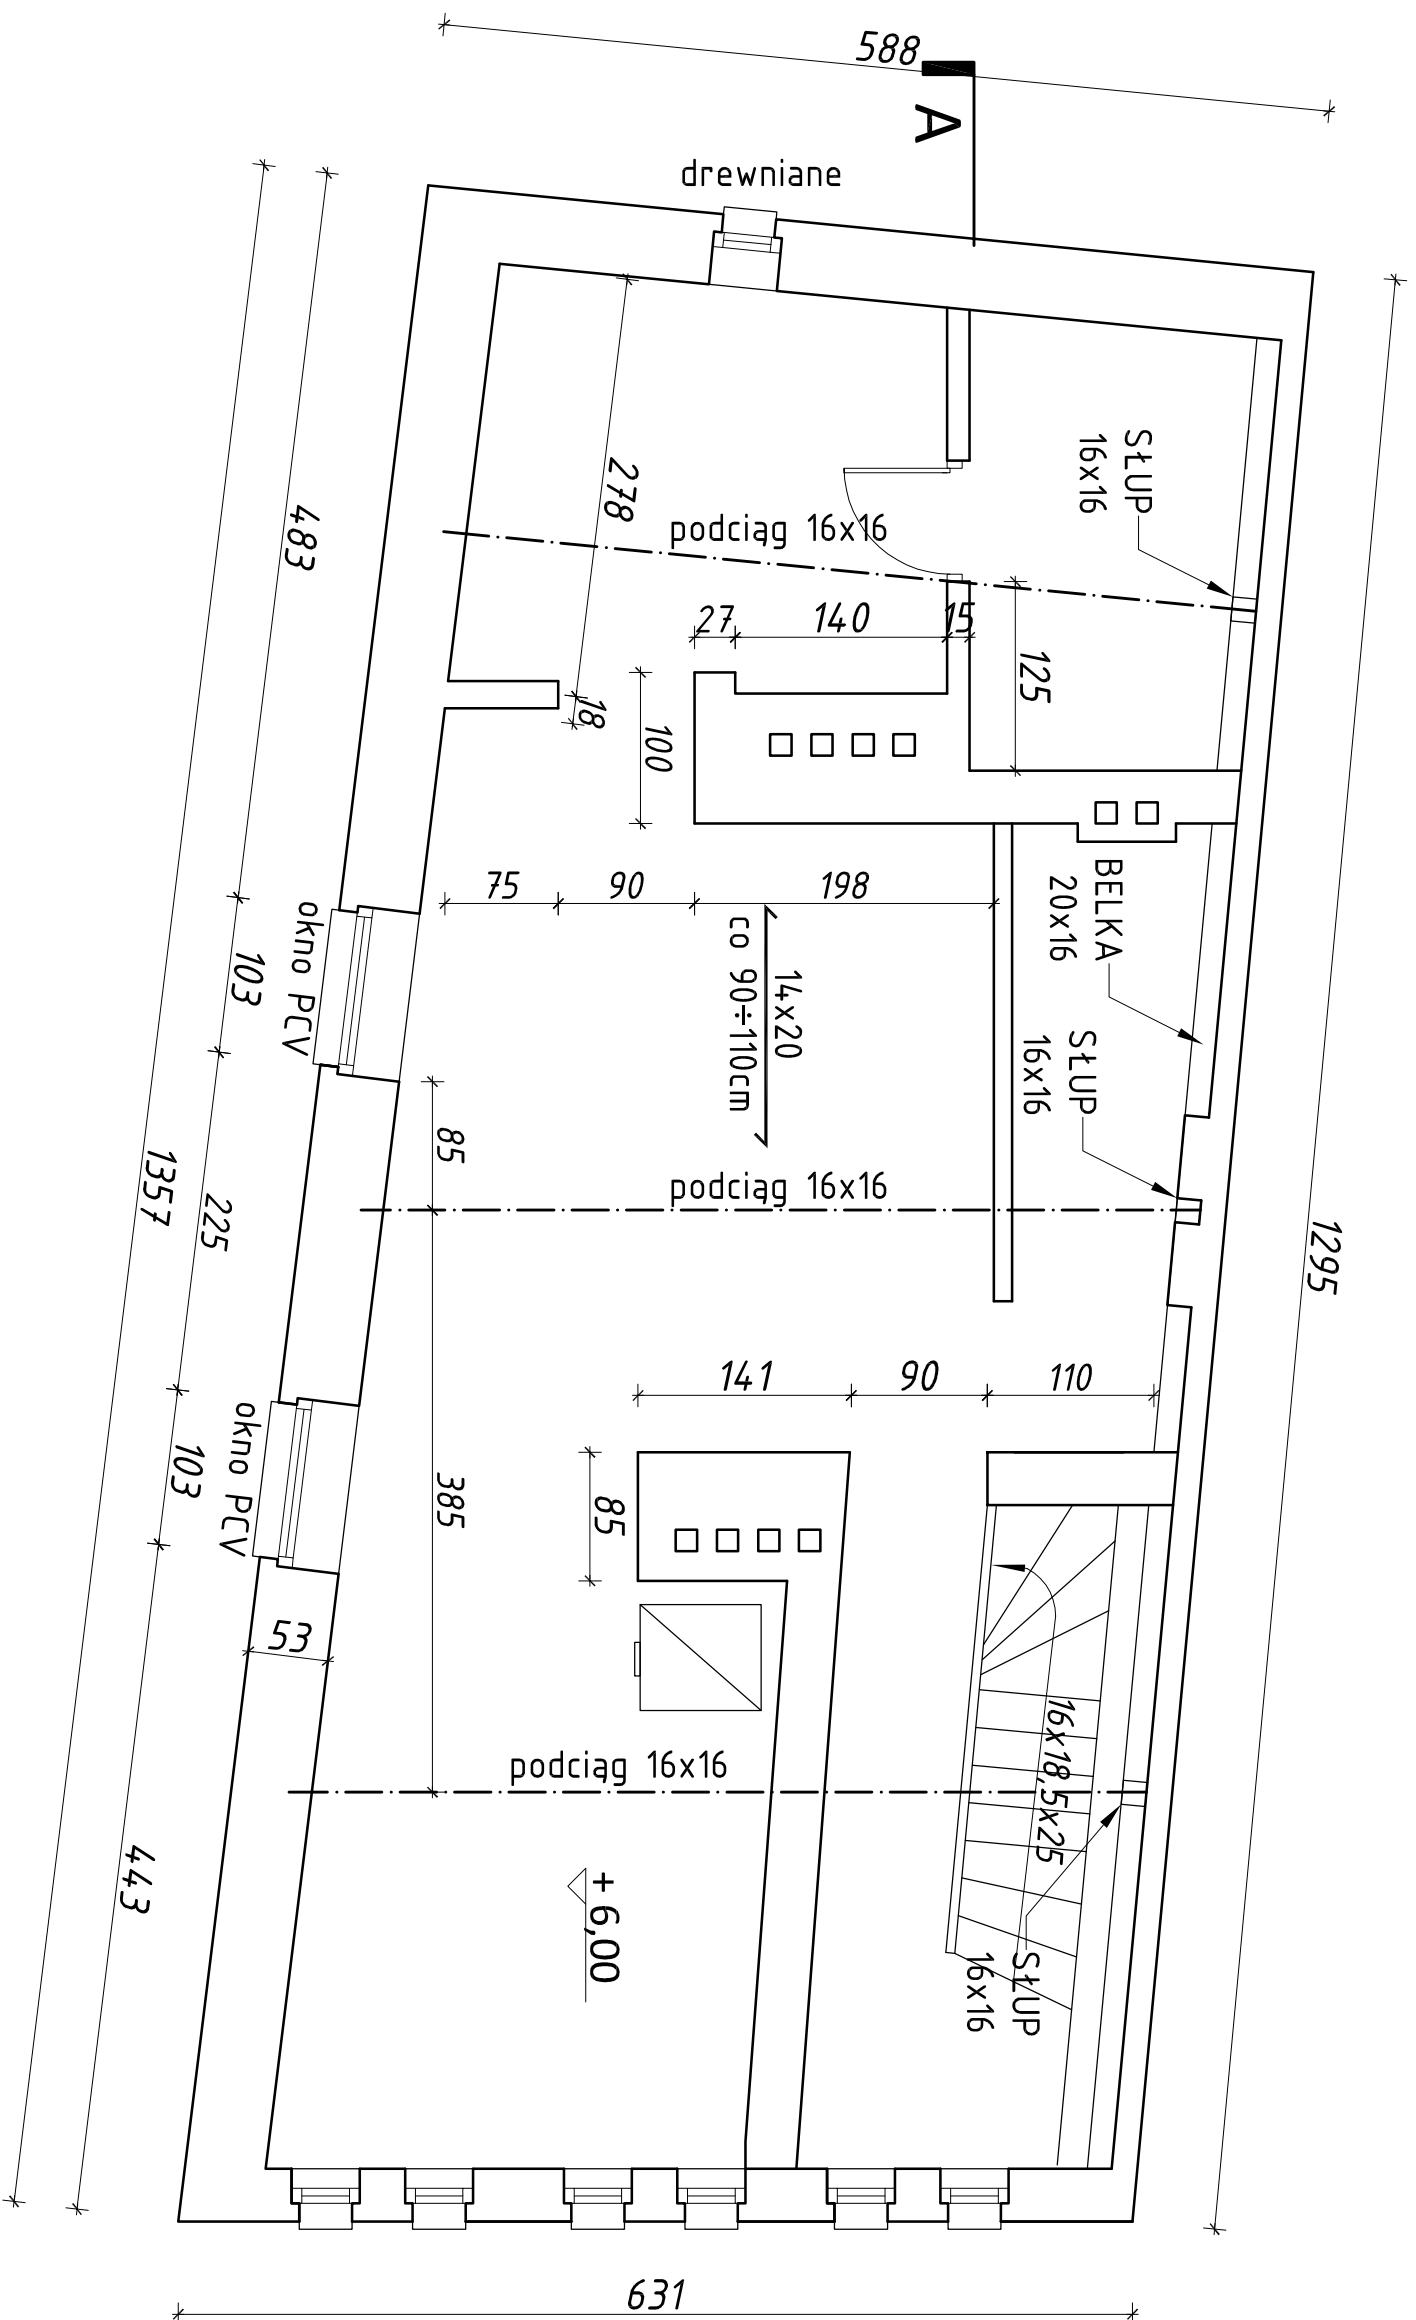 588
A
drewniane
SŁUP
16x16
278
483
podciąg 16x16
27
140
15
125
18
100
75
90
198
BELKA
20x16
okno PCV
103
14x20
co 90÷110cm
SŁUP
16x16
85
podciąg 16x16
1357
225
1295
141
90
110
okno PCV
103
385
85
53
16x18,5x25
podciąg 16x16
443
+ 6,00
SŁUP
16x16
631